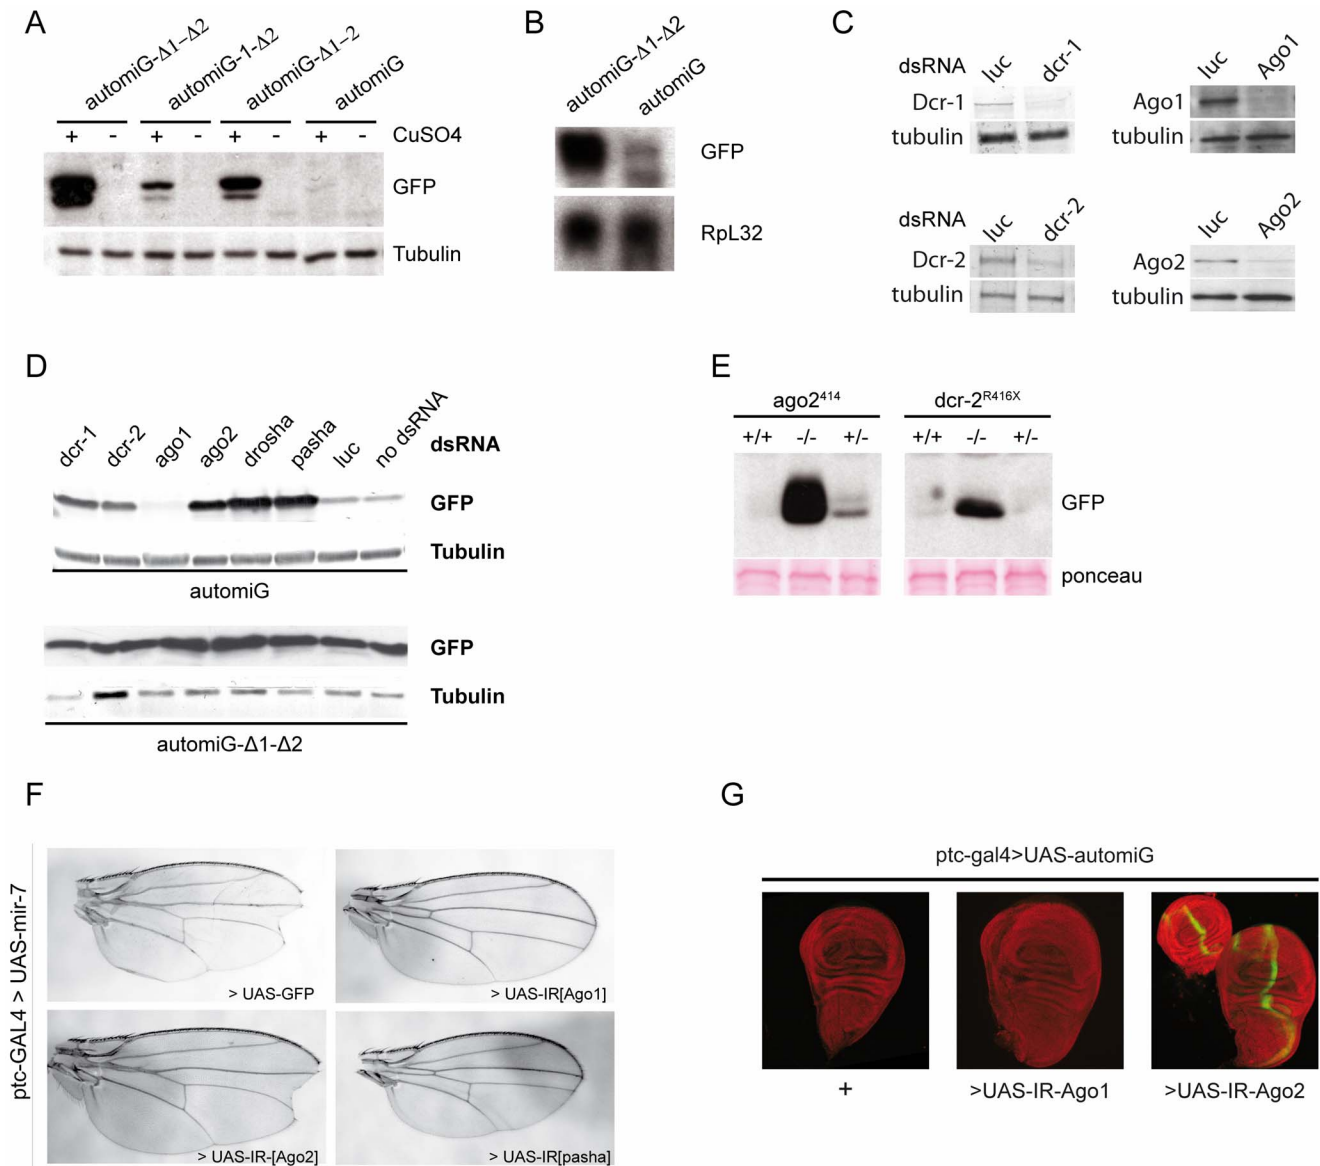 A
automiG-Δ1-Δ2
automiG-1-Δ2
automiG-Δ1-2
automiG
+ - + - + - + - CuSO4
GFP
Tubulin
B
automiG-Δ1-Δ2
automiG
GFP
RpL32
C
dsRNA luc dcr-1
Dcr-1
tubulin
luc Ago1
Ago1
tubulin
dsRNA luc dcr-2
Dcr-2
tubulin
luc Ago2
Ago2
tubulin
D
dcr-1 dcr-2 ago1 ago2 drosha pasha luc no dsRNA dsRNA
GFP
Tubulin
automiG
GFP
Tubulin
automiG-Δ1-Δ2
E
ago2414 dcr-2R416X
+/+ -/- +/- +/+ -/- +/-
GFP
ponceau
F
ptc-GAL4 > UAS-mir-7
> UAS-GFP
> UAS-IR[Ago1]
> UAS-IR-[Ago2]
> UAS-IR[pasha]
G
ptc-gal4>UAS-automiG
+ >UAS-IR-Ago1 >UAS-IR-Ago2